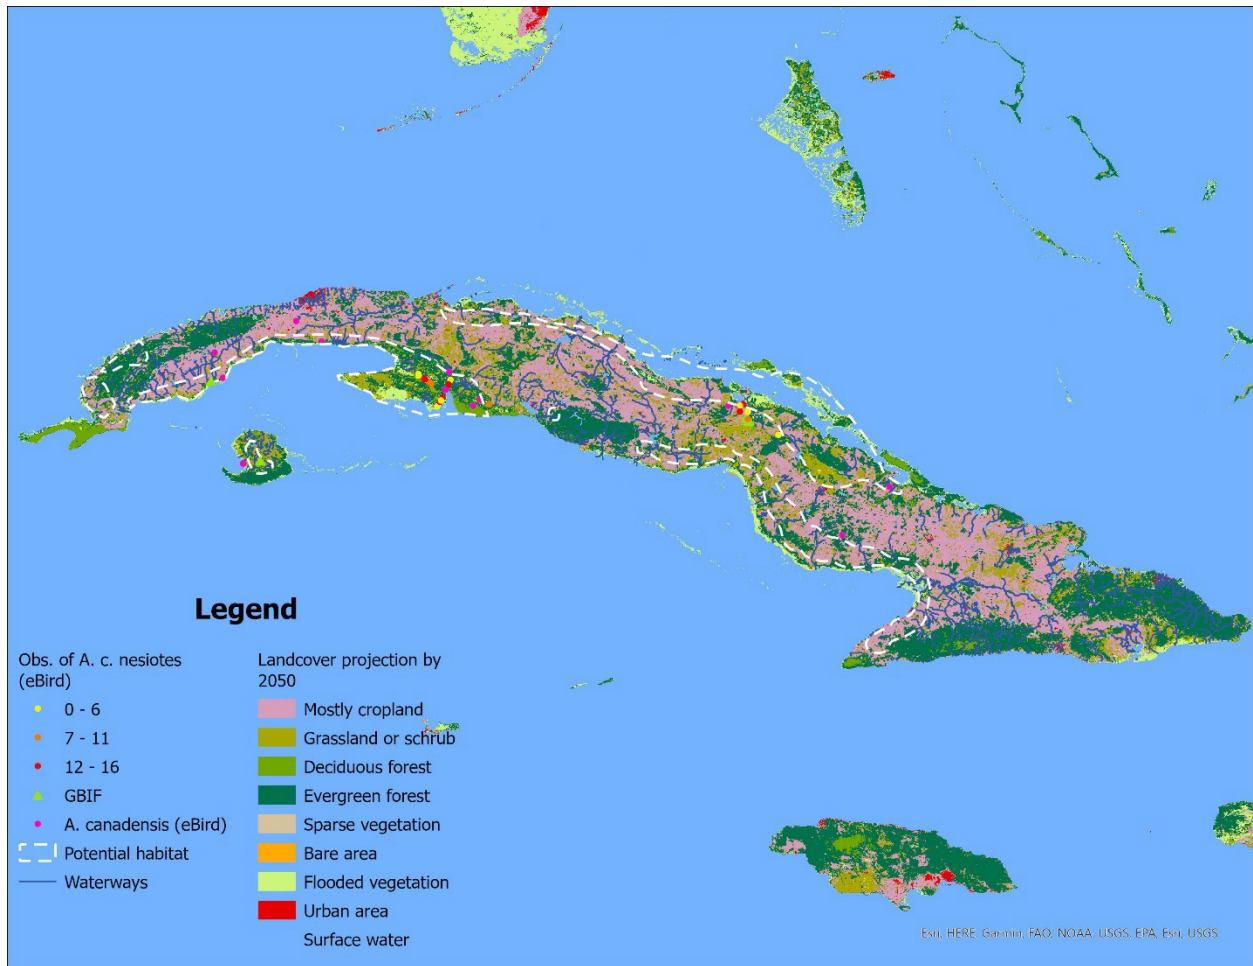 Legend
Obs. of A. c. nesiotes
(eBird)
0 - 6
7 - 11
12 - 16
GBIF
A. canadensis (eBird)
Potential habitat
Waterways
Landcover projection by
2050
Mostly cropland
Grassland or schrub
Deciduous forest
Evergreen forest
Sparse vegetation
Bare area
Flooded vegetation
Urban area
Surface water
Esri, HERE, Garmin, FAO, NOAA, USGS, EPA, Esri, USGS